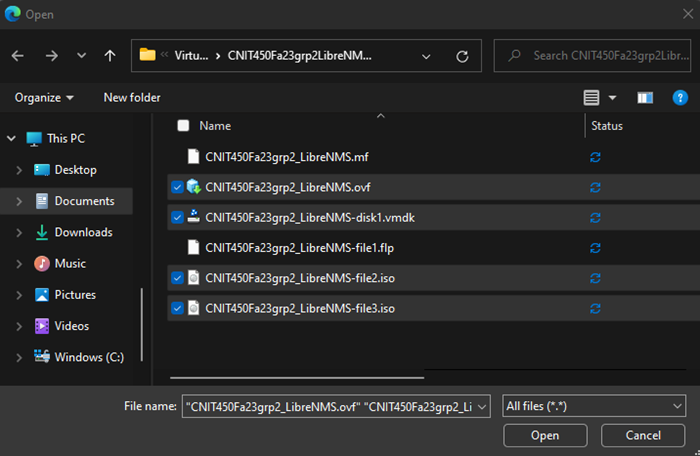 Open
Virtu... > CNIT450Fa23grp2LibreNM...
Search CNIT450Fa23grp2Libr...
Organize
New folder
?
This PC
Desktop
Documents
Downloads
Music
Pictures
Videos
Windows (C:)
Name
Status
CNIT450Fa23grp2_LibreNMS.mf
CNIT450Fa23grp2_LibreNMS.ovf
CNIT450Fa23grp2_LibreNMS-disk1.vmdk
CNIT450Fa23grp2_LibreNMS-file1.flp
CNIT450Fa23grp2_LibreNMS-file2.iso
CNIT450Fa23grp2_LibreNMS-file3.iso
File name:
"CNIT450Fa23grp2_LibreNMS.ovf" "CNIT450Fa23grp2_Li
All files (*.*)
Open
Cancel